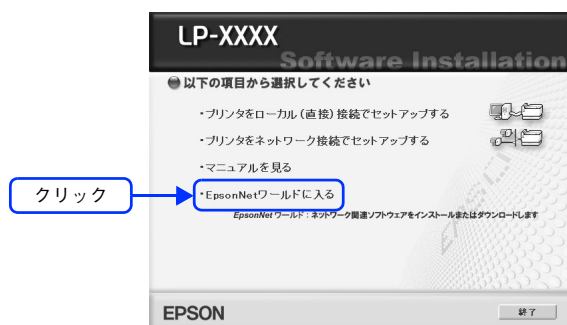 LP-XXXX
Software Installation
以下の項目から選択してください
・プリンタをローカル(直接)接続でセットアップする
・プリンタをネットワーク接続でセットアップする
・マニュアルを見る
クリック
・EpsonNetワールドに入る
EpsonNet ワールド：ネットワーク関連ソフトウェアをインストールまたはダウンロードします
EPSON
終了